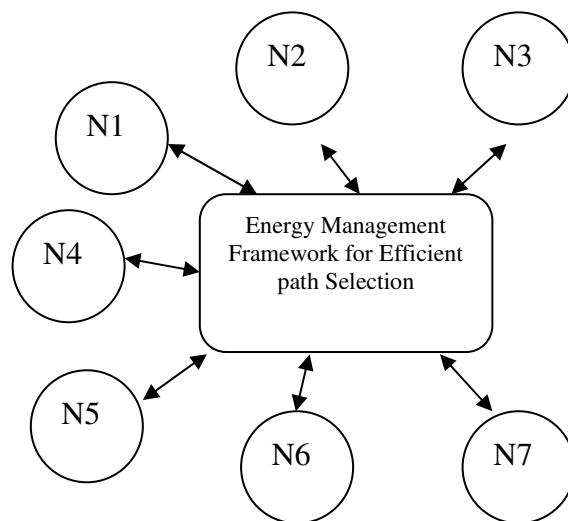 N2
N3
N1
Energy Management
Framework for Efficient
path Selection
N4
N5
N6
N7